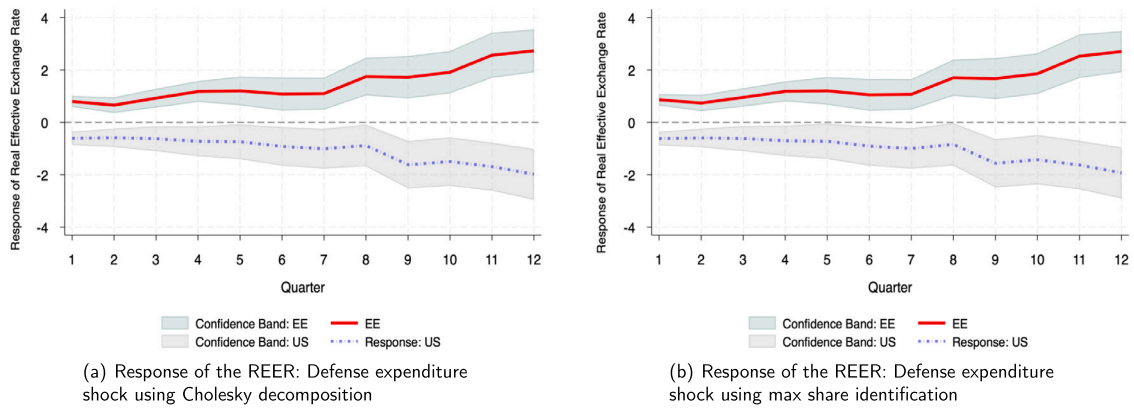 Response of Real Effective Exchange Rate
4
2
0
-2
-4
1 2 3 4 5 6 7 8 9 10 11 12
Quarter
Confidence Band: EE
EE
Confidence Band: US
Response: US
(a) Response of the REER: Defense expenditure
shock using Cholesky decomposition
Response of Real Effective Exchange Rate
4
2
0
-2
-4
1 2 3 4 5 6 7 8 9 10 11 12
Quarter
Confidence Band: EE
EE
Confidence Band: US
Response: US
(b) Response of the REER: Defense expenditure
shock using max share identification